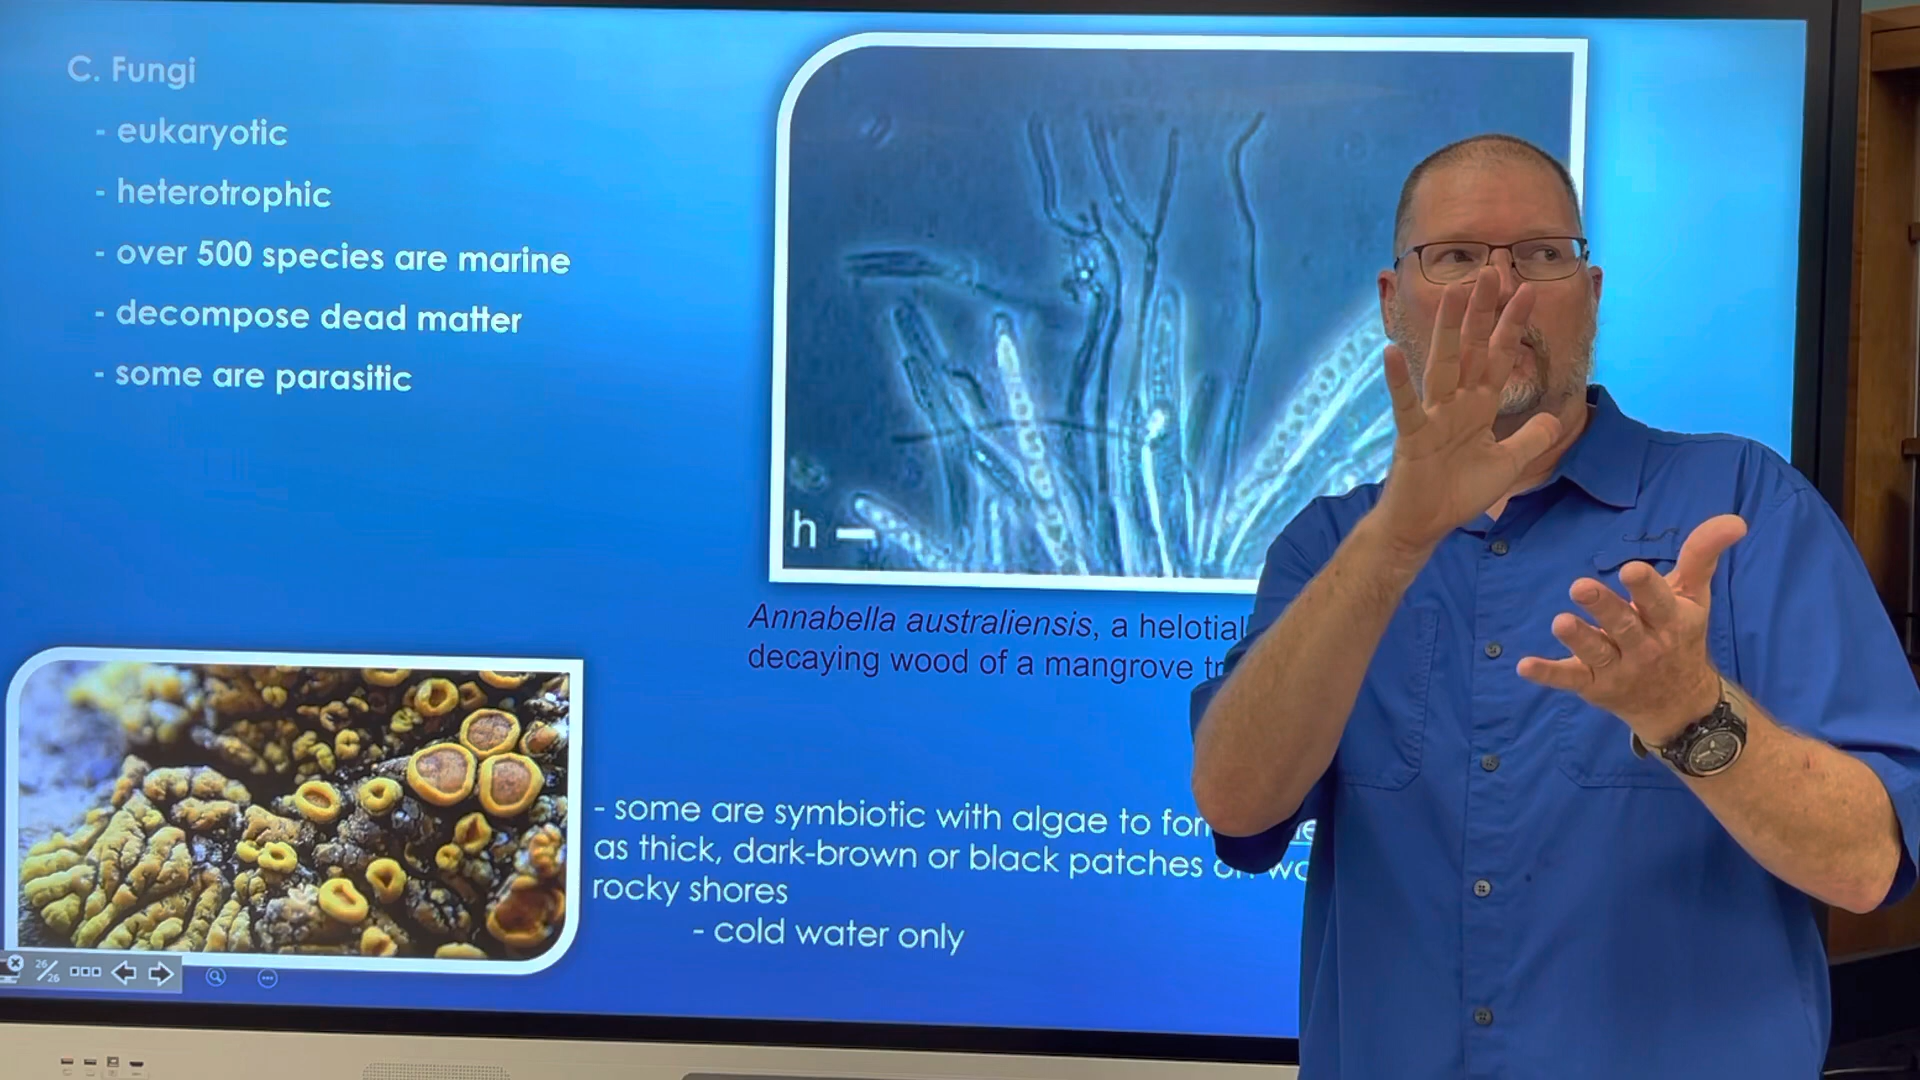 C. Fungi
- eukaryotic
- heterotrophic
- over 500 species are marine
- decompose dead matter
- some are parasitic
h
Annabella australiensis, a helotial
decaying wood of a mangrove
- some are symbiotic with algae to
as thick, dark-brown or black patches
rocky shores
- cold water only
26/26